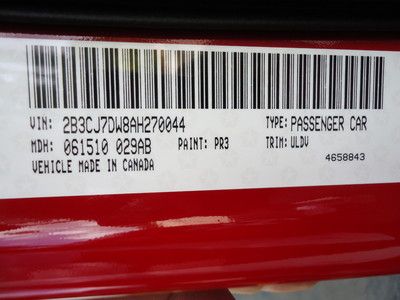 VIN: 2B3CJ7DW8AH270044 TYPE: PASSENGER CAR
MDH: 061510 029AB PAINT: PR3 TRIM: ULDV
VEHICLE MADE IN CANADA 4658843